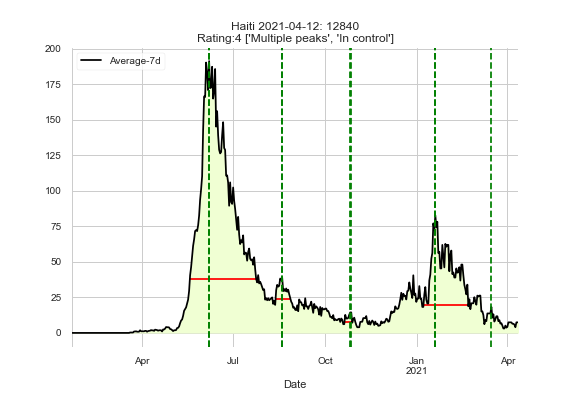 Haiti 2021-04-12: 12840
Rating:4 ['Multiple peaks', 'In control']
200
Average-7d
175
150
125
100
75
50
25
0
Apr Jul Oct Jan Apr
2021
Date